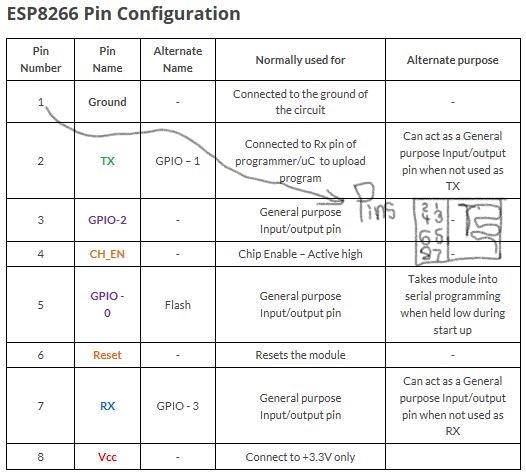 ESP8266 Pin Configuration
Pin Number | Pin Name | Alternate Name | Normally used for | Alternate purpose
1 | Ground | - | Connected to the ground of the circuit | -
2 | TX | GPIO – 1 | Connected to Rx pin of programmer/uC to upload program | Can act as a General purpose Input/output pin when not used as TX
3 | GPIO-2 | - | General purpose Input/output pin | -
4 | CH_EN | - | Chip Enable – Active high | -
5 | GPIO - 0 | Flash | General purpose Input/output pin | Takes module into serial programming when held low during start up
6 | Reset | - | Resets the module | -
7 | RX | GPIO - 3 | General purpose Input/output pin | Can act as a General purpose Input/output pin when not used as RX
8 | Vcc | - | Connect to +3.3V only
Pins
2 1
4 3
6 5
8 7